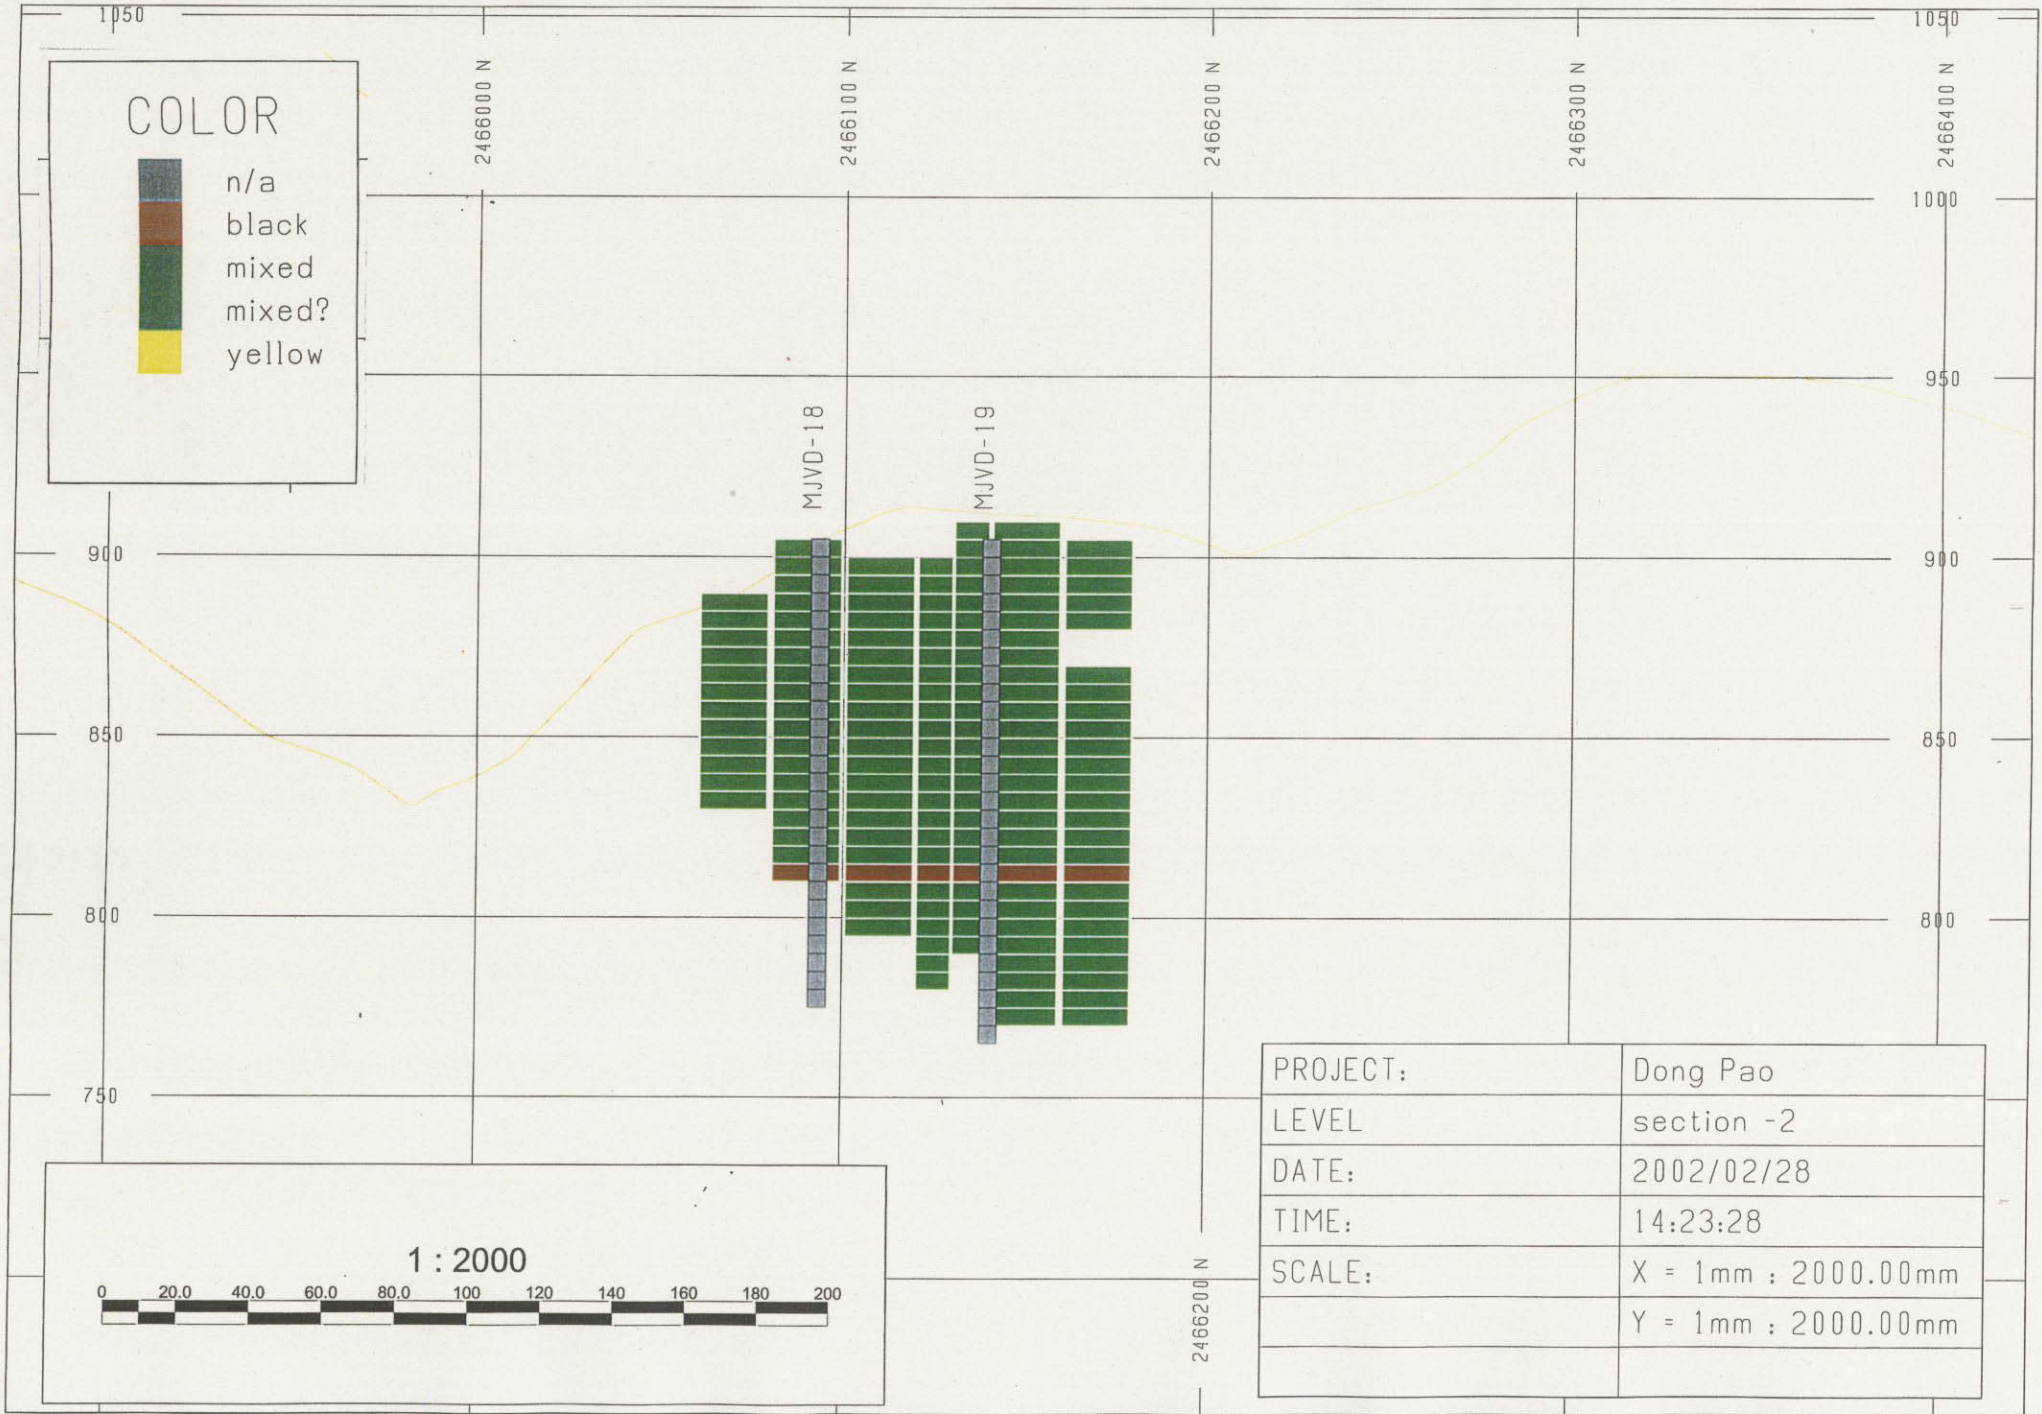 1050
1050
COLOR
n/a
black
mixed
mixed?
yellow
2466000 N
2466100 N
2466200 N
2466300 N
2466400 N
1000
950
MJVD-18
MJVD-19
900
900
850
850
800
800
750
PROJECT: Dong Pao
LEVEL section -2
DATE: 2002/02/28
TIME: 14:23:28
SCALE: X = 1mm : 2000.00mm
Y = 1mm : 2000.00mm
1 : 2000
0 20.0 40.0 60.0 80.0 100 120 140 160 180 200
2466200 N